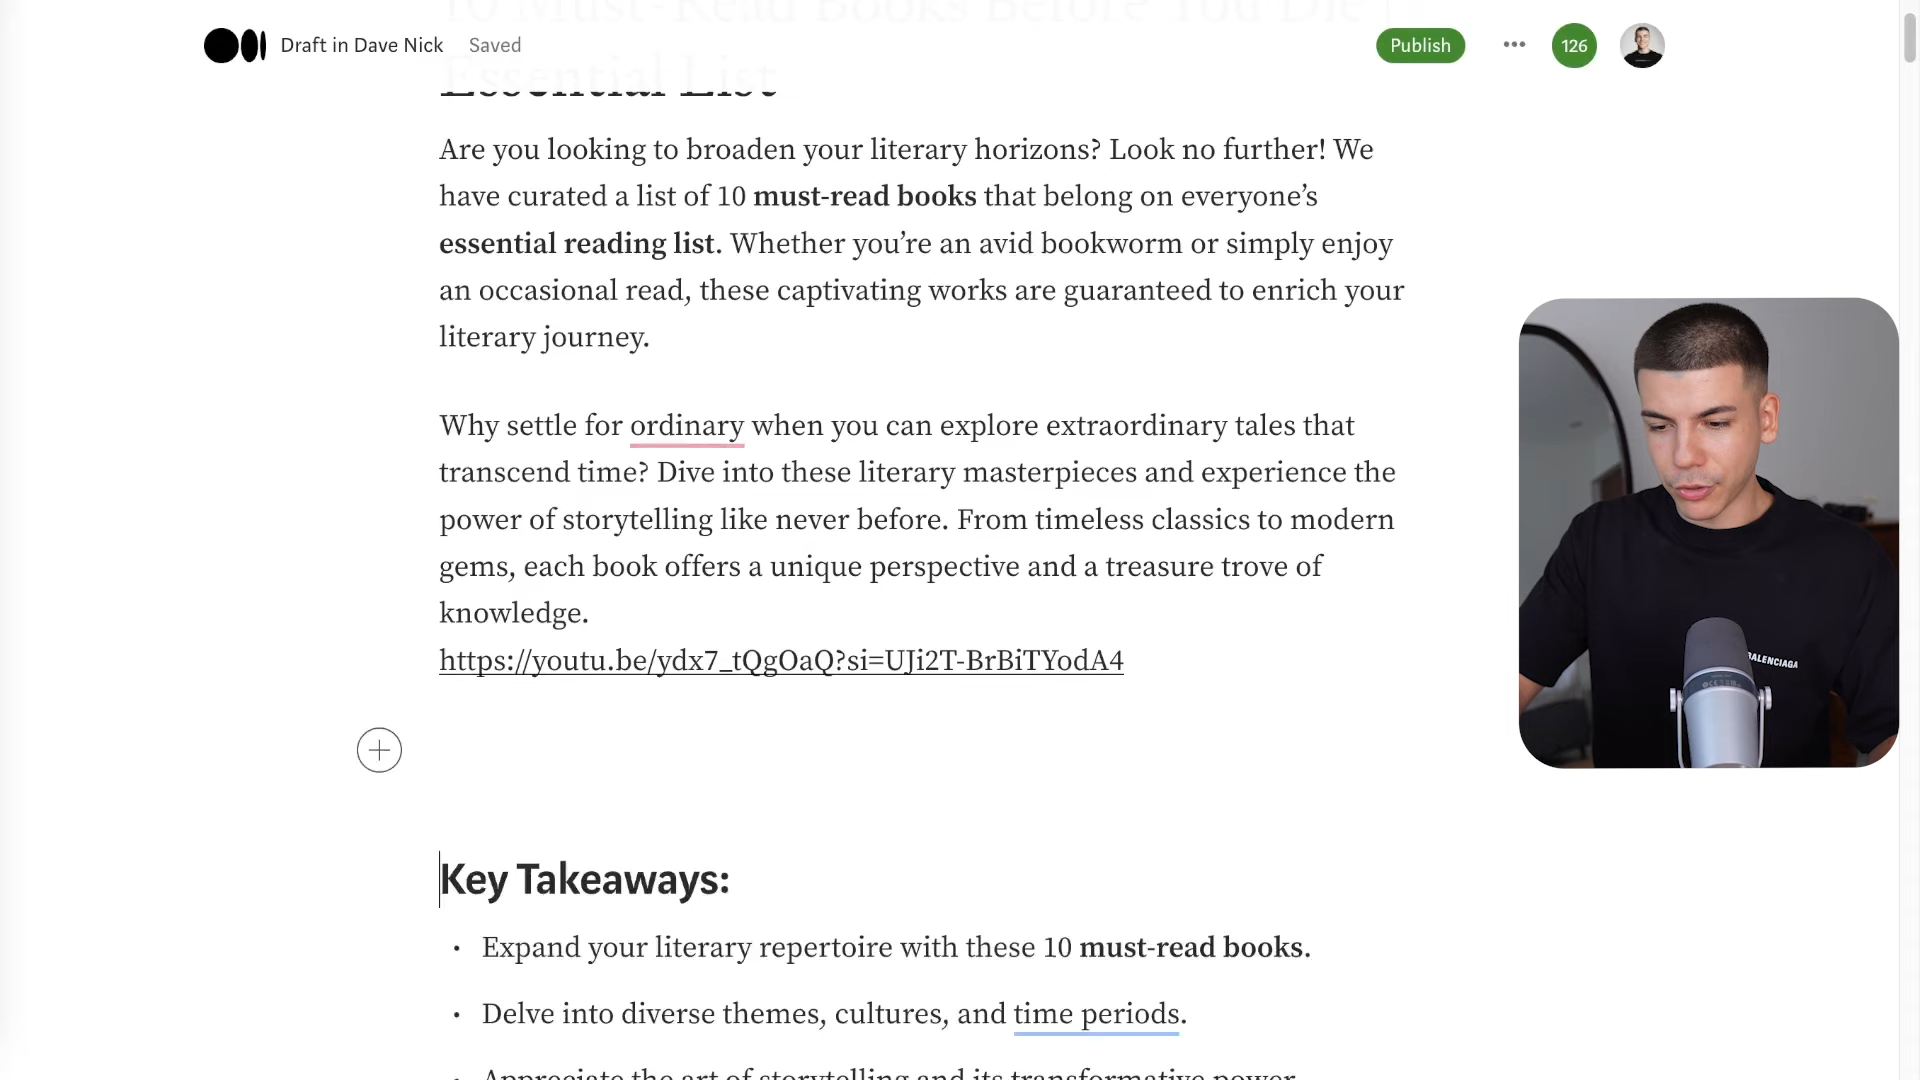 10 Must-Read Books Before You Die |
Draft in Dave Nick Saved Publish 126
Essential List
Are you looking to broaden your literary horizons? Look no further! We
have curated a list of 10 must-read books that belong on everyone’s
essential reading list. Whether you’re an avid bookworm or simply enjoy
an occasional read, these captivating works are guaranteed to enrich your
literary journey.
Why settle for ordinary when you can explore extraordinary tales that
transcend time? Dive into these literary masterpieces and experience the
power of storytelling like never before. From timeless classics to modern
gems, each book offers a unique perspective and a treasure trove of
knowledge.
https://youtu.be/ydx7_tQgOaQ?si=UJi2T-BrBiTYodA4
BALENCIAGA
Key Takeaways:
• Expand your literary repertoire with these 10 must-read books.
• Delve into diverse themes, cultures, and time periods.
• Appreciate the art of storytelling and its transformative power.